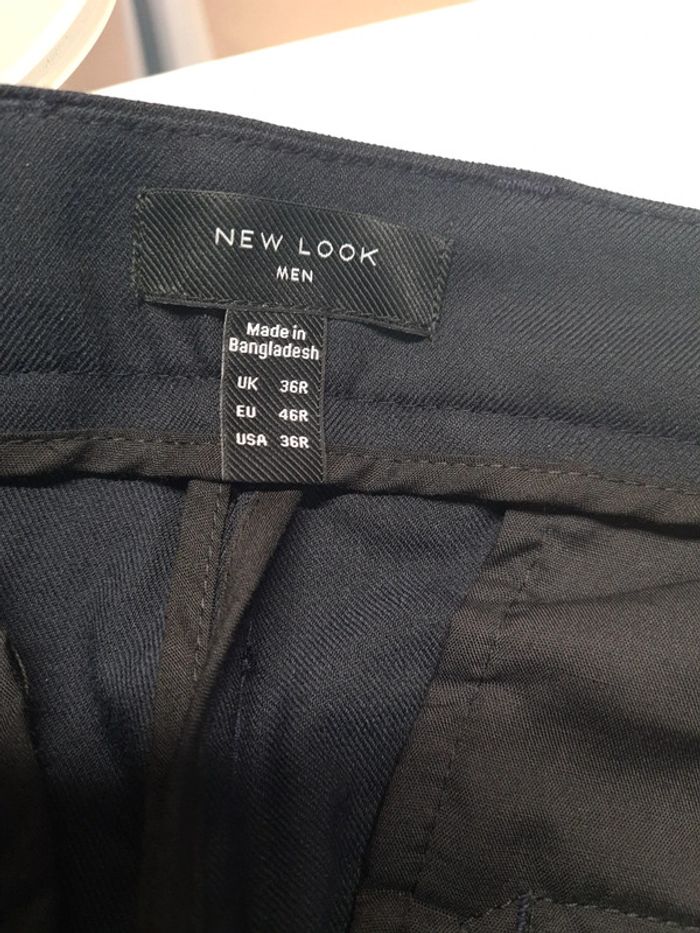 NEW LOOK
MEN
Made in
Bangladesh
UK 36R
EU 46R
USA 36R